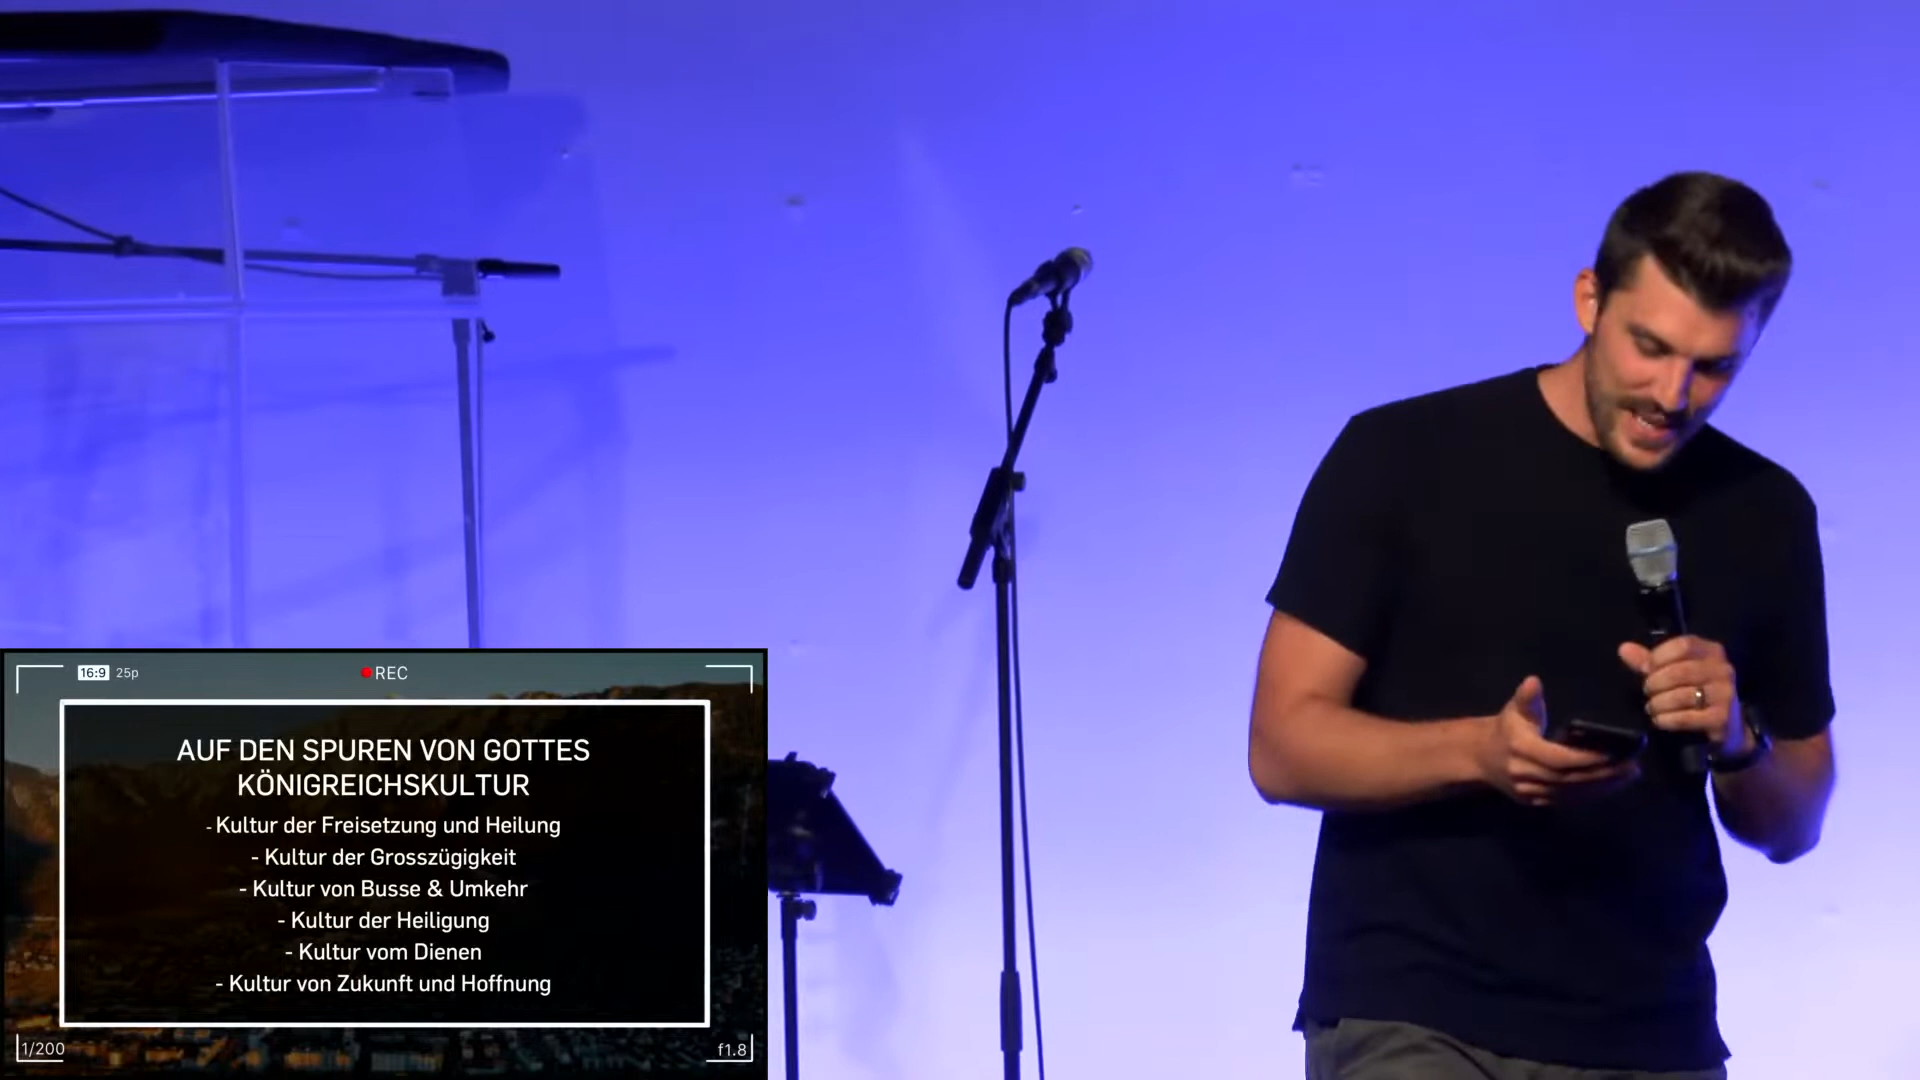 16:9 25p REC
AUF DEN SPUREN VON GOTTES
KÖNIGREICHSKULTUR
- Kultur der Freisetzung und Heilung
- Kultur der Grosszügigkeit
- Kultur von Busse & Umkehr
- Kultur der Heiligung
- Kultur vom Dienen
- Kultur von Zukunft und Hoffnung
1/200 f1.8